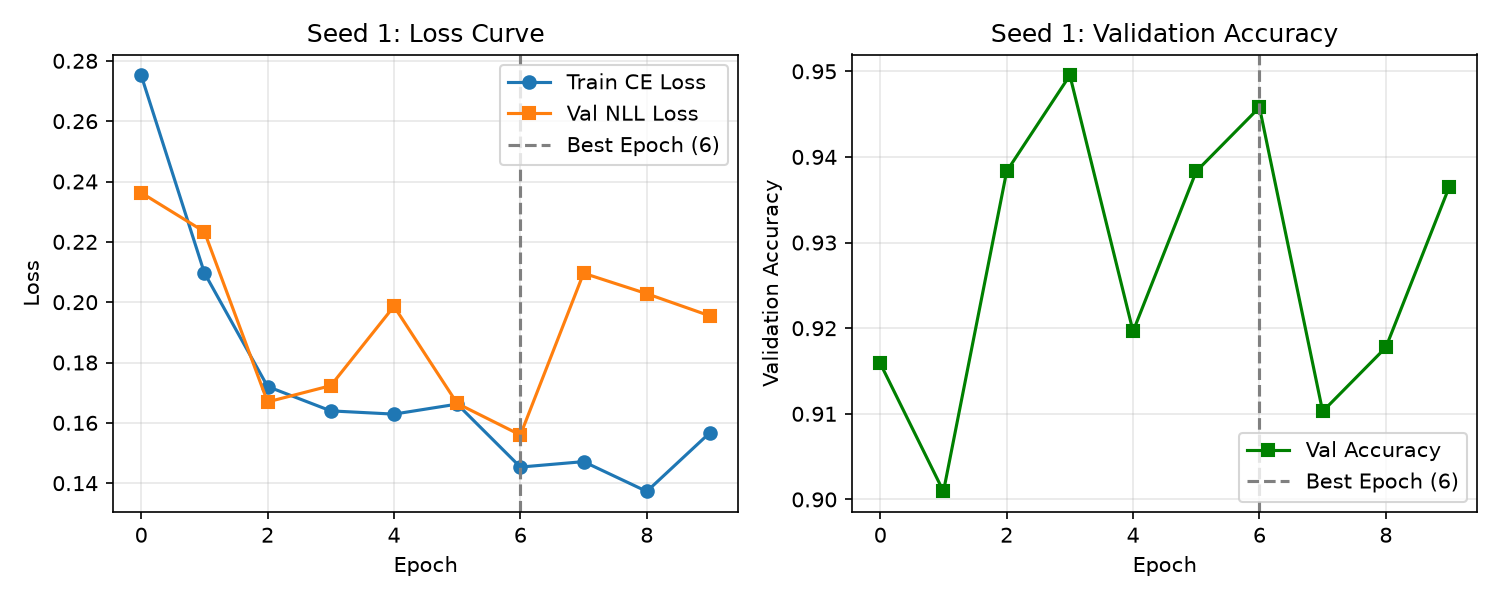 Seed 1: Loss Curve
Loss
0.28
0.26
0.24
0.22
0.20
0.18
0.16
0.14
Train CE Loss
Val NLL Loss
Best Epoch (6)
0 2 4 6 8
Epoch
Seed 1: Validation Accuracy
Validation Accuracy
0.95
0.94
0.93
0.92
0.91
0.90
Val Accuracy
Best Epoch (6)
0 2 4 6 8
Epoch